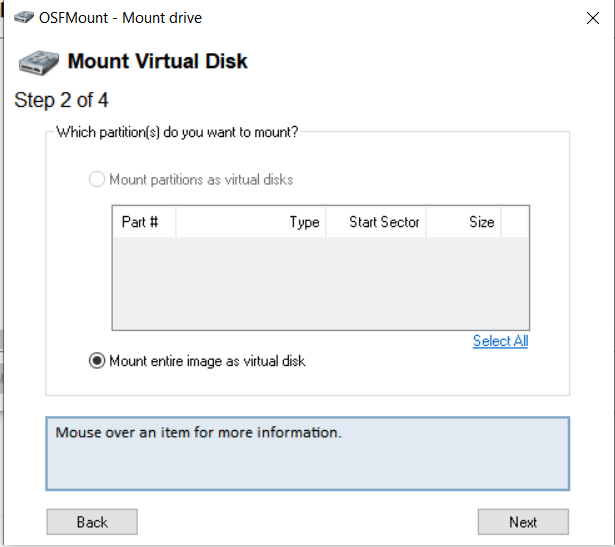 OSFMount - Mount drive
Mount Virtual Disk
Step 2 of 4
Which partition(s) do you want to mount?
Mount partitions as virtual disks
Part # Type Start Sector Size
Select All
Mount entire image as virtual disk
Mouse over an item for more information.
Back Next